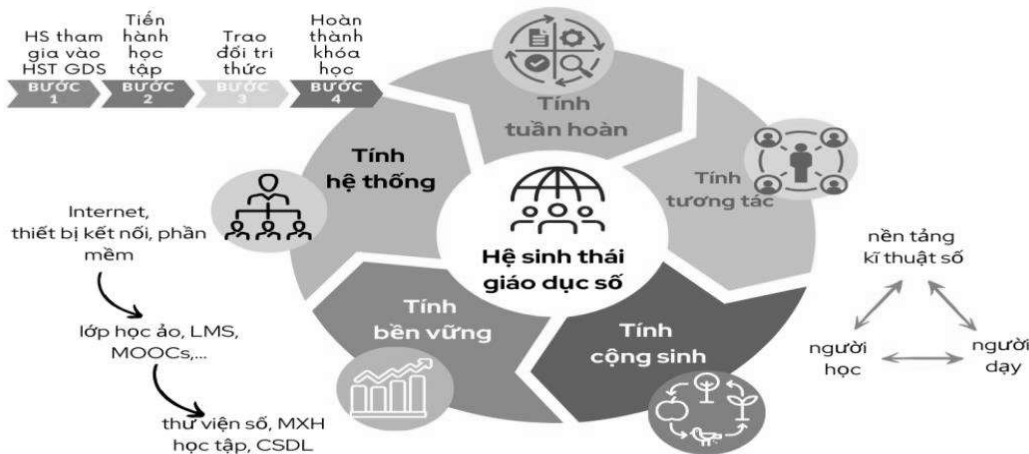 HS tham
gia vào
HST GDS
BƯỚC
1
Tiến
hành
học
tập
BƯỚC
2
Trao
đổi tri
thức
BƯỚC
3
Hoàn
thành
khóa
học
BƯỚC
4
Tính
tuần hoàn
Tính
hệ thống
Tính
tương tác
Internet,
thiết bị kết nối, phần
mềm
lớp học ảo, LMS,
MOOCs,...
thư viện số, MXH
học tập, CSDL
Hệ sinh thái
giáo dục số
Tính
bền vững
Tính
cộng sinh
nền tảng
kĩ thuật số
người
học
người
dạy